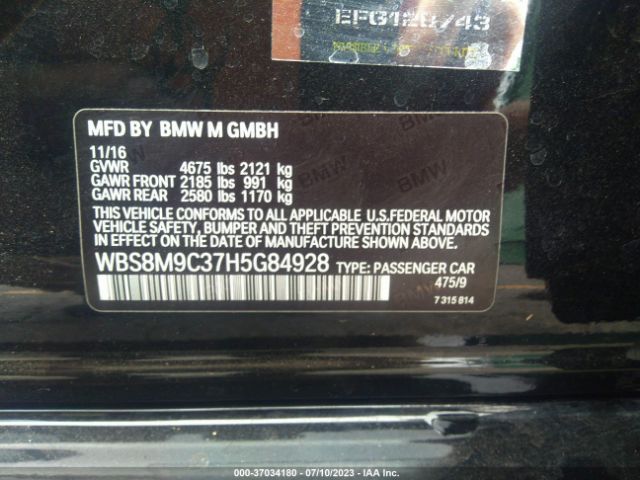 MFD BY BMW M GMBH
11/16
GVWR 4675 lbs 2121 kg
GAWR FRONT 2185 lbs 991 kg
GAWR REAR 2580 lbs 1170 kg
THIS VEHICLE CONFORMS TO ALL APPLICABLE U.S.FEDERAL MOTOR
VEHICLE SAFETY, BUMPER, AND THEFT PREVENTION STANDARDS
IN EFFECT ON THE DATE OF MANUFACTURE SHOWN ABOVE.
WBS8M9C37H5G84928 TYPE: PASSENGER CAR
475/9
7 315 814
000-37034180 - 07/10/2023 - IAA Inc.